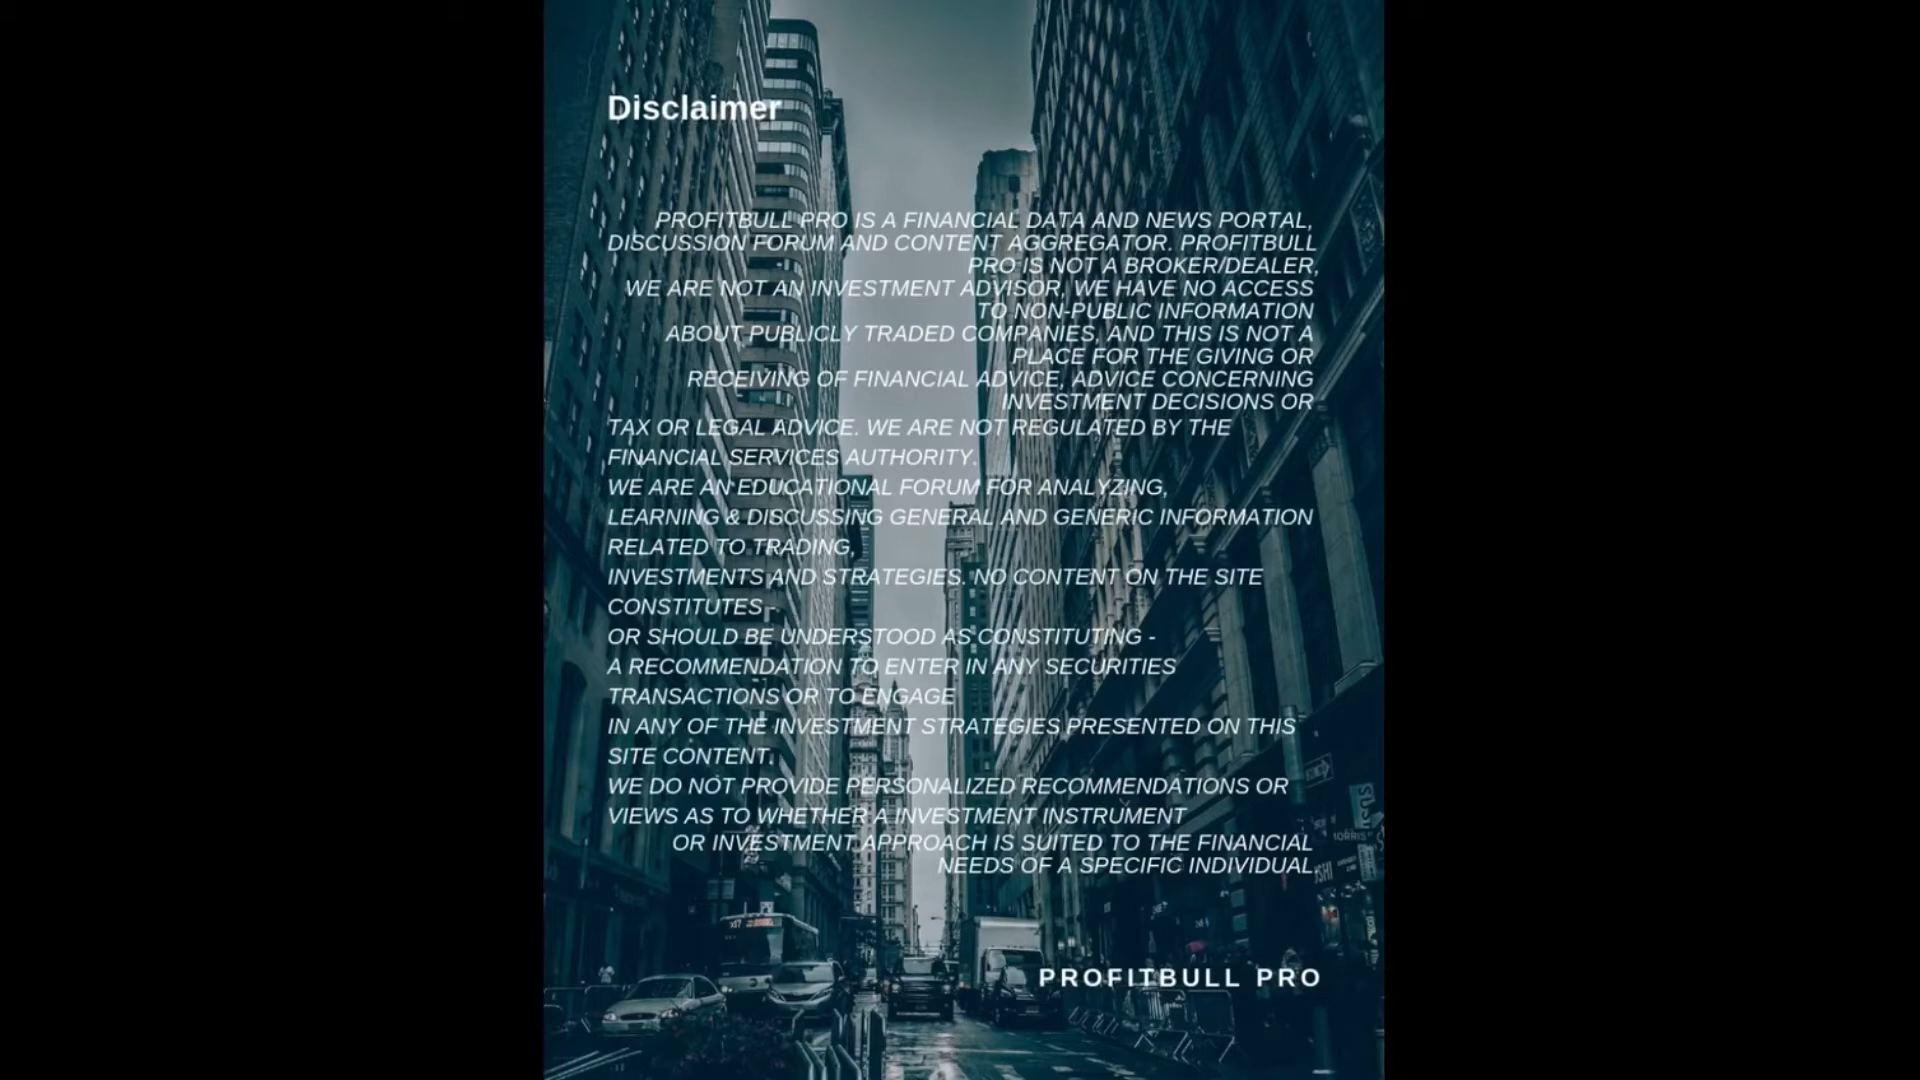 Disclaimer
PROFITBULL PRO IS A FINANCIAL DATA AND NEWS PORTAL,
DISCUSSION FORUM AND CONTENT AGGREGATOR. PROFITBULL
PRO IS NOT A BROKER/DEALER,
WE ARE NOT AN INVESTMENT ADVISOR, WE HAVE NO ACCESS
TO NON-PUBLIC INFORMATION
ABOUT PUBLICLY TRADED COMPANIES, AND THIS IS NOT A
PLACE FOR THE GIVING OR
RECEIVING OF FINANCIAL ADVICE, ADVICE CONCERNING
INVESTMENT DECISIONS OR
TAX OR LEGAL ADVICE. WE ARE NOT REGULATED BY THE
FINANCIAL SERVICES AUTHORITY.
WE ARE AN EDUCATIONAL FORUM FOR ANALYZING,
LEARNING & DISCUSSING GENERAL AND GENERIC INFORMATION
RELATED TO TRADING,
INVESTMENTS AND STRATEGIES. NO CONTENT ON THE SITE
CONSTITUTES -
OR SHOULD BE UNDERSTOOD AS CONSTITUTING -
A RECOMMENDATION TO ENTER IN ANY SECURITIES
TRANSACTIONS OR TO ENGAGE
IN ANY OF THE INVESTMENT STRATEGIES PRESENTED ON THIS
SITE CONTENT.
WE DO NOT PROVIDE PERSONALIZED RECOMMENDATIONS OR
VIEWS AS TO WHETHER A INVESTMENT INSTRUMENT
OR INVESTMENT APPROACH IS SUITED TO THE FINANCIAL
NEEDS OF A SPECIFIC INDIVIDUAL.
PROFITBULL PRO